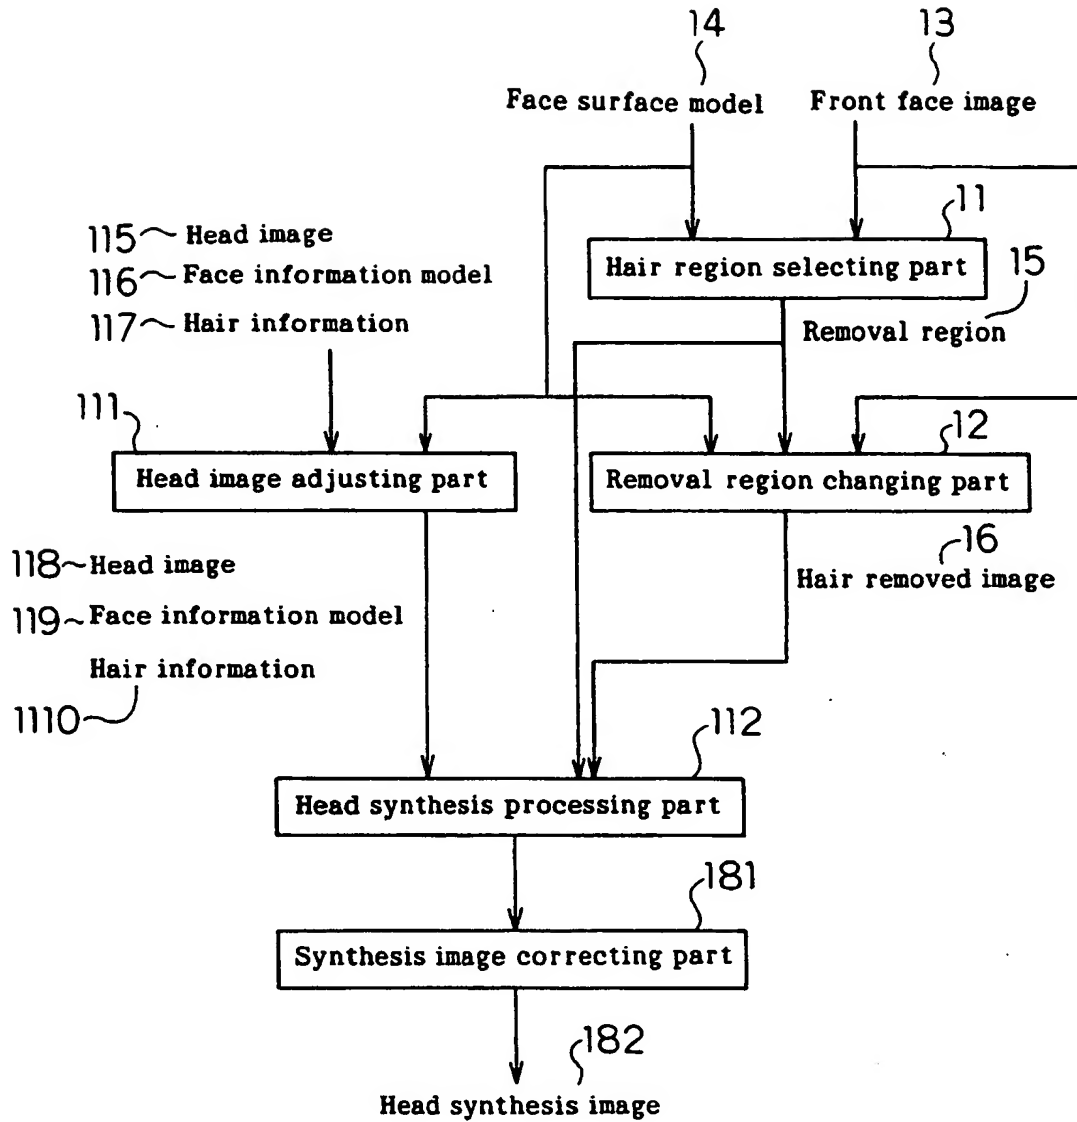 14
13
Face surface model
Front face image
11
115 Head image
116 Face information model
117 Hair information
Hair region selecting part
15
Removal region
111
12
Head image adjusting part
Removal region changing part
16
118 Head image
Hair removed image
119 Face information model
Hair information
1110
112
Head synthesis processing part
181
Synthesis image correcting part
182
Head synthesis image